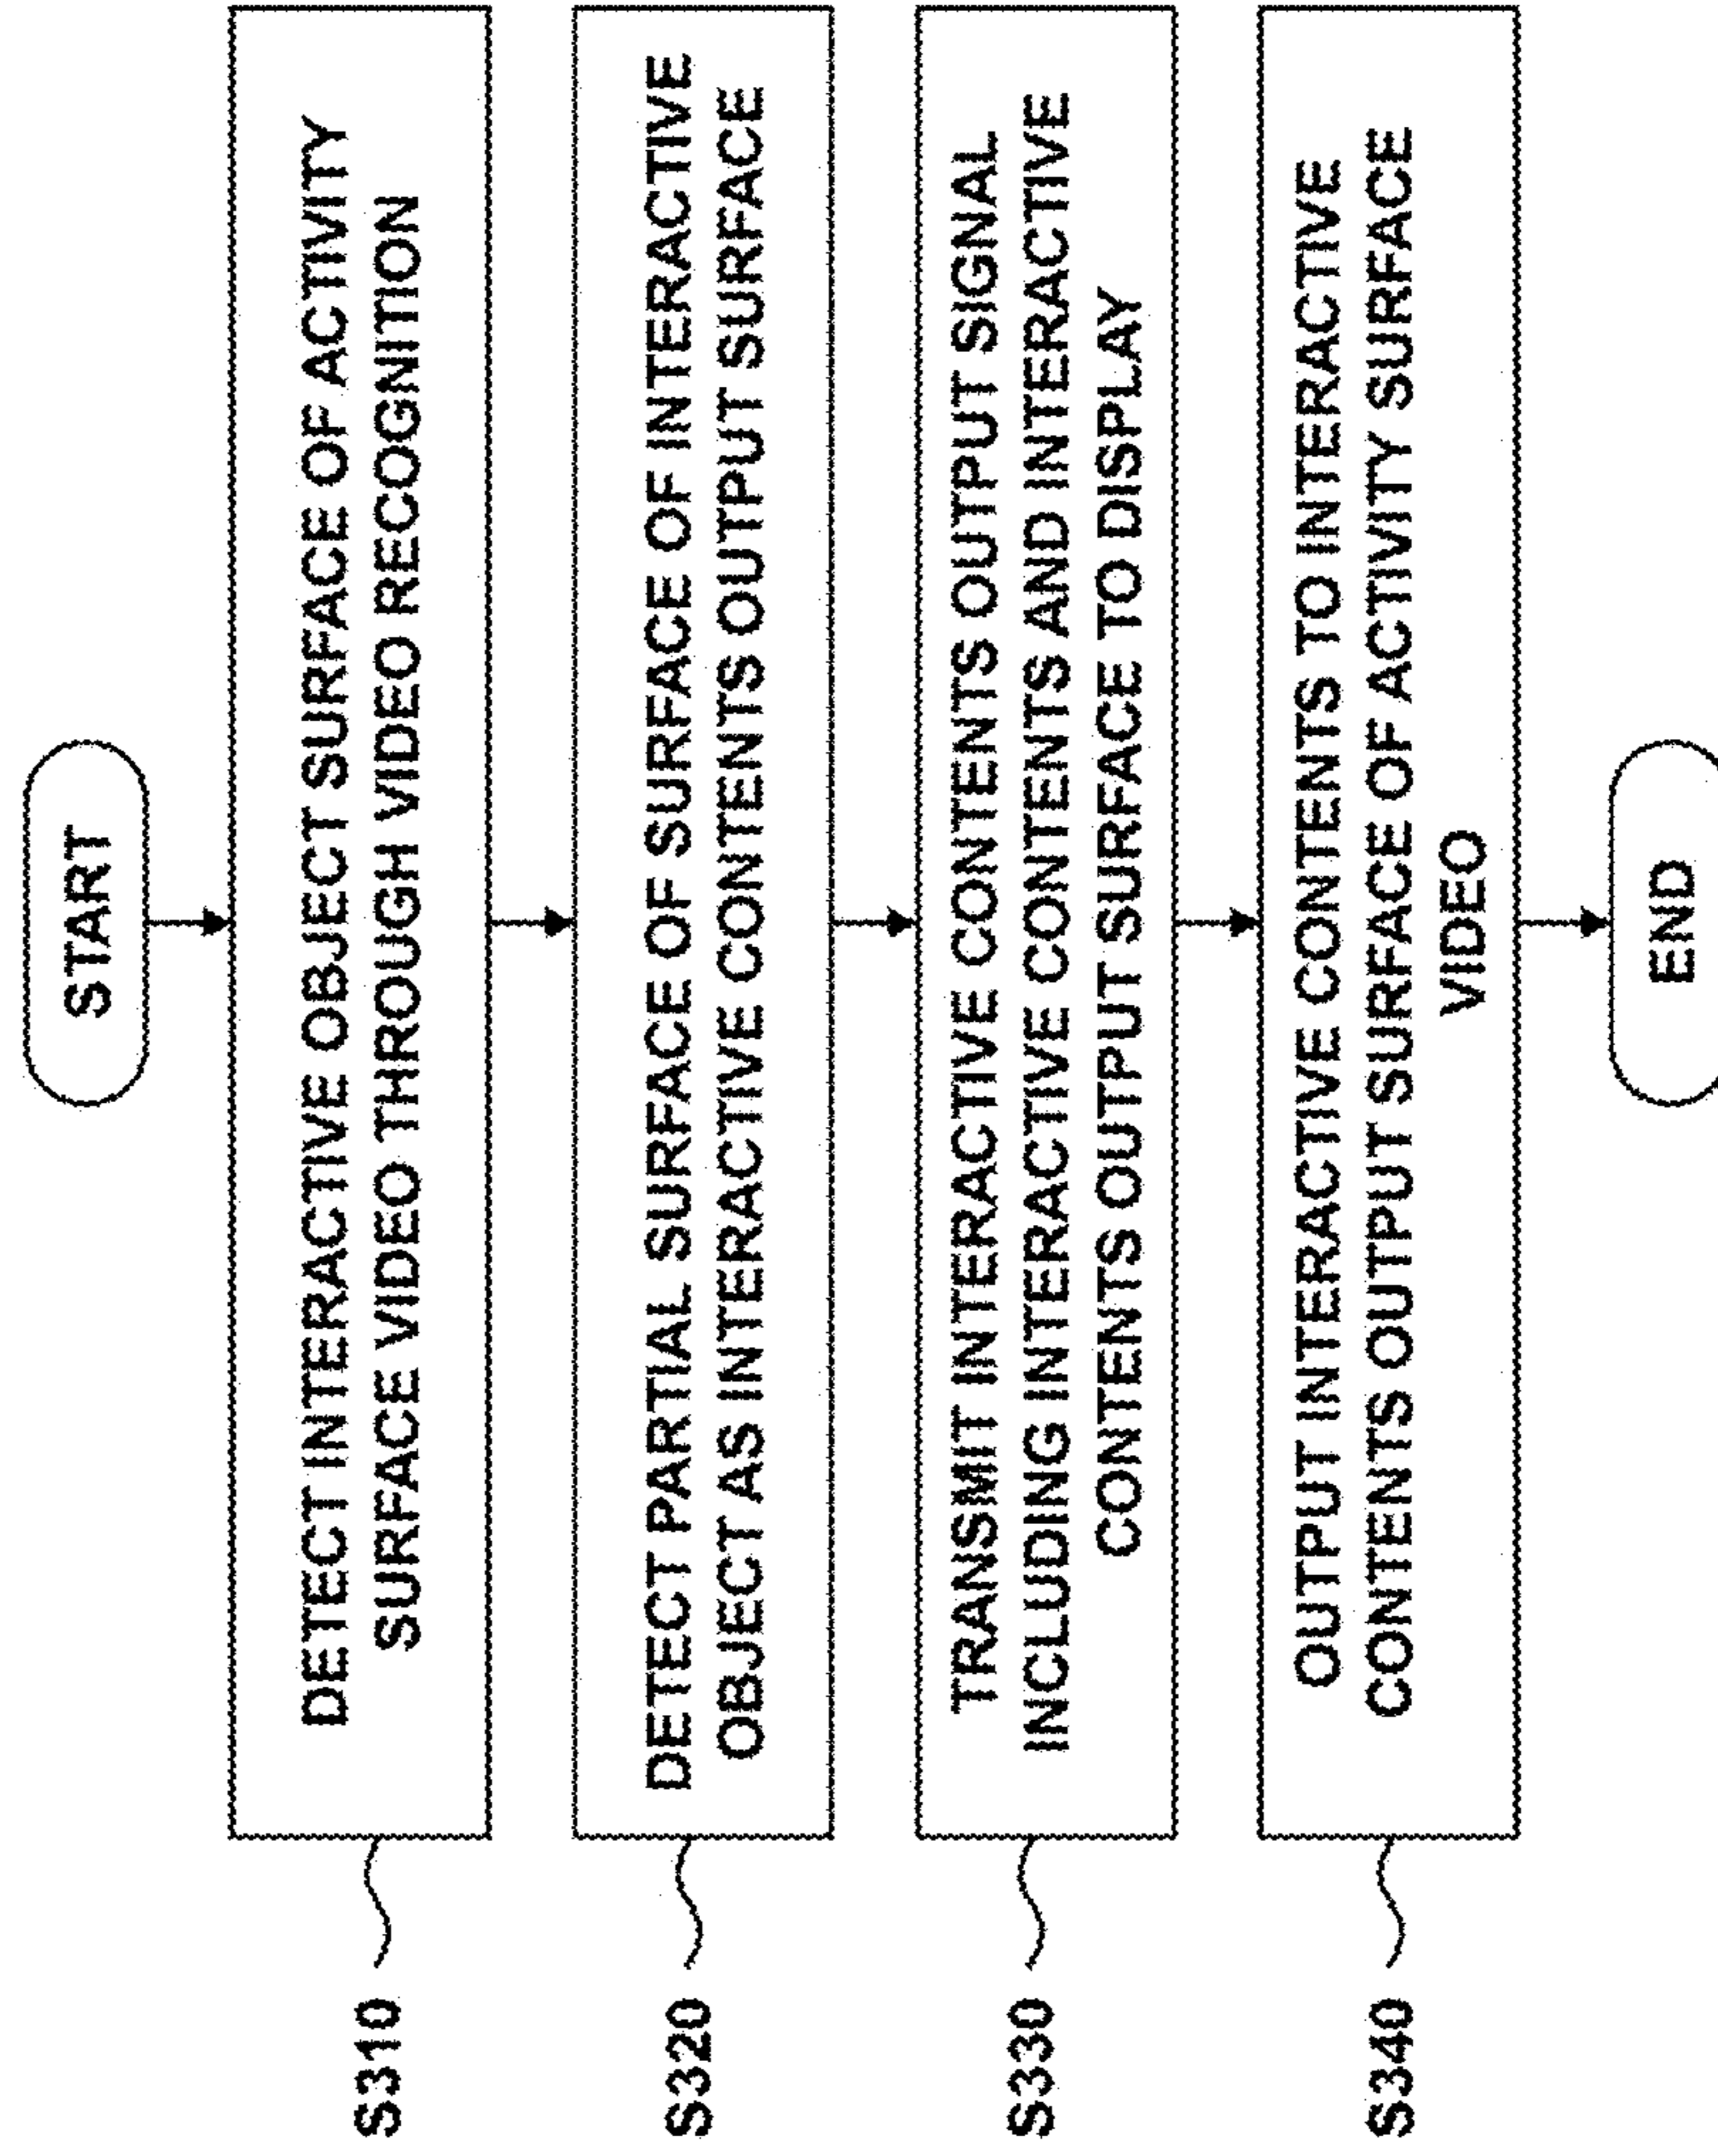 START
S310
DETECT INTERACTIVE OBJECT SURFACE OF ACTIVITY
SURFACE VIDEO THROUGH VIDEO RECOGNITION
S320
DETECT PARTIAL SURFACE OF SURFACE OF INTERACTIVE
OBJECT AS INTERACTIVE CONTENTS OUTPUT SURFACE
S330
TRANSMIT INTERACTIVE CONTENTS OUTPUT SIGNAL
INCLUDING INTERACTIVE CONTENTS AND INTERACTIVE
CONTENTS OUTPUT SURFACE TO DISPLAY
S340
OUTPUT INTERACTIVE CONTENTS TO INTERACTIVE
CONTENTS OUTPUT SURFACE OF ACTIVITY SURFACE
VIDEO
END